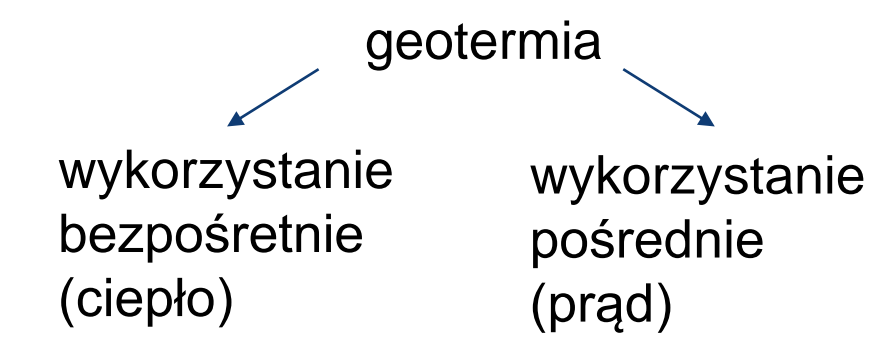 geotermia
wykorzystanie
bezpośretnie
(ciepło)
wykorzystanie
pośrednie
(prąd)